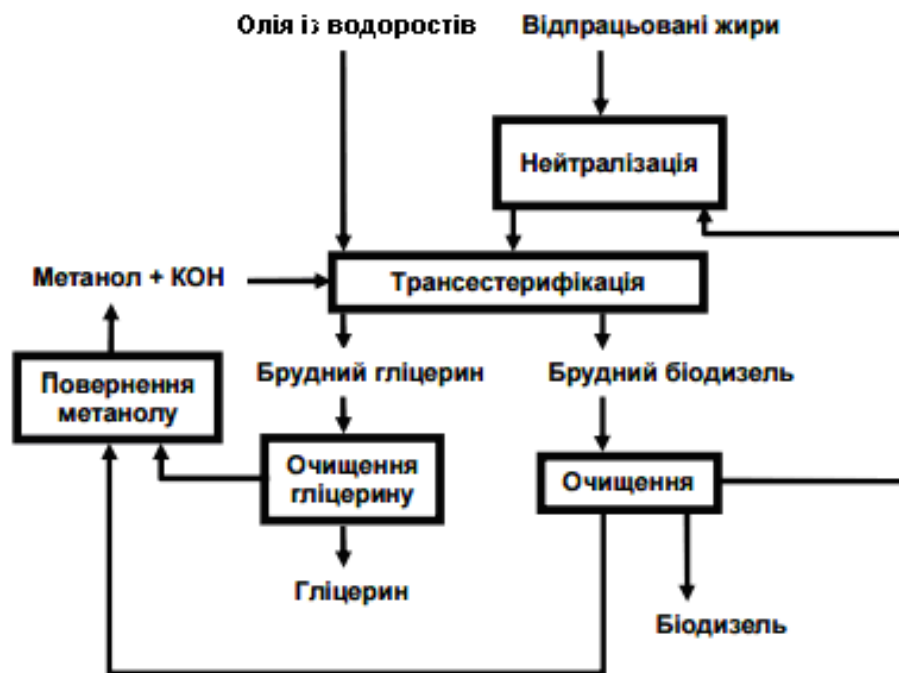 Олія із водоростів
Відпрацьовані жири
Нейтралізація
Метанол + КОН
Трансестерифікація
Повернення
метанолу
Брудний гліцерин
Брудний біодизель
Очищення
гліцерину
Очищення
Гліцерин
Біодизель